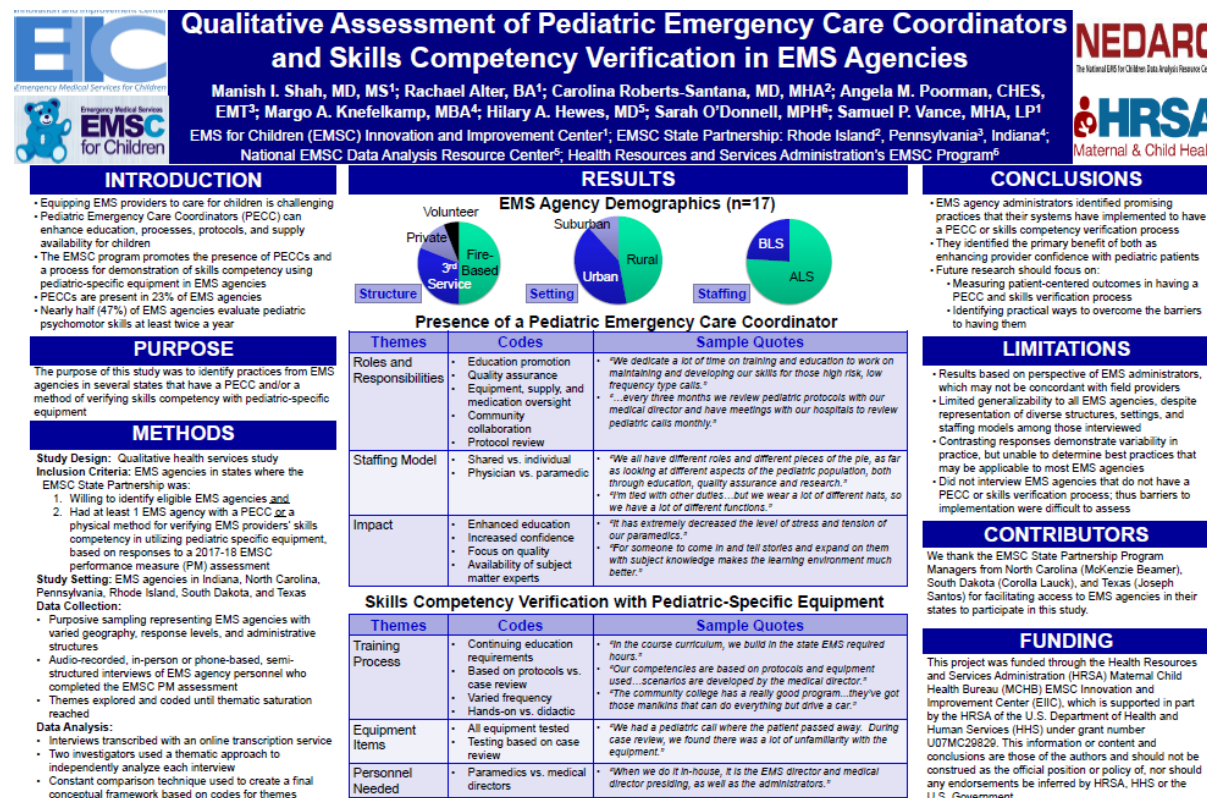 Innovation and Improvement Center
EIC
Emergency Medical Services for Children
Emergency Medical Services
EMSC
for Children
Qualitative Assessment of Pediatric Emergency Care Coordinators
and Skills Competency Verification in EMS Agencies
Manish I. Shah, MD, MS1; Rachael Alter, BA1; Carolina Roberts-Santana, MD, MHA2; Angela M. Poorman, CHES,
EMT3; Margo A. Knefelkamp, MBA4; Hilary A. Hewes, MD5; Sarah O'Donnell, MPH6; Samuel P. Vance, MHA, LP1
EMS for Children (EMSC) Innovation and Improvement Center1; EMSC State Partnership: Rhode Island2, Pennsylvania3, Indiana4;
National EMSC Data Analysis Resource Center5; Health Resources and Services Administration's EMSC Program6
NEDARC
The National EMS for Children Data Analysis Resource Ce
HRSA
Maternal & Child Heal
INTRODUCTION
• Equipping EMS providers to care for children is challenging
• Pediatric Emergency Care Coordinators (PECC) can
enhance education, processes, protocols, and supply
availability for children
• The EMSC program promotes the presence of PECCs and
a process for demonstration of skills competency using
pediatric-specific equipment in EMS agencies
• PECCs are present in 23% of EMS agencies
• Nearly half (47%) of EMS agencies evaluate pediatric
psychomotor skills at least twice a year
PURPOSE
The purpose of this study was to identify practices from EMS
agencies in several states that have a PECC and/or a
method of verifying skills competency with pediatric-specific
equipment
METHODS
Study Design: Qualitative health services study
Inclusion Criteria: EMS agencies in states where the
EMSC State Partnership was:
1. Willing to identify eligible EMS agencies and
2. Had at least 1 EMS agency with a PECC or a
physical method for verifying EMS providers' skills
competency in utilizing pediatric specific equipment,
based on responses to a 2017-18 EMSC
performance measure (PM) assessment
Study Setting: EMS agencies in Indiana, North Carolina,
Pennsylvania, Rhode Island, South Dakota, and Texas
Data Collection:
• Purposive sampling representing EMS agencies with
varied geography, response levels, and administrative
structures
• Audio-recorded, in-person or phone-based, semi-
structured interviews of EMS agency personnel who
completed the EMSC PM assessment
• Themes explored and coded until thematic saturation
reached
Data Analysis:
• Interviews transcribed with an online transcription service
• Two investigators used a thematic approach to
independently analyze each interview
• Constant comparison technique used to create a final
conceptual framework based on codes for themes
RESULTS
EMS Agency Demographics (n=17)
Volunteer
Private
Fire-
Based
3rd
Service
Structure
Suburban
Rural
Urban
Setting
BLS
ALS
Staffing
Presence of a Pediatric Emergency Care Coordinator
Themes Codes Sample Quotes
Roles and
Responsibilities
• Education promotion
• Quality assurance
• Equipment, supply, and
medication oversight
• Community
collaboration
• Protocol review
• "We dedicate a lot of time on training and education to work on
maintaining and developing our skills for those high risk, low
frequency type calls."
• "…every three months we review pediatric protocols with our
medical director and have meetings with our hospitals to review
pediatric calls monthly."
Staffing Model
• Shared vs. individual
• Physician vs. paramedic
• "We all have different roles and different pieces of the pie, as far
as looking at different aspects of the pediatric population, both
through education, quality assurance and research."
• "I'm tied with other duties…but we wear a lot of different hats, so
we have a lot of different functions."
Impact
• Enhanced education
• Increased confidence
• Focus on quality
• Availability of subject
matter experts
• "It has extremely decreased the level of stress and tension of
our paramedics."
• "For someone to come in and tell stories and expand on them
with subject knowledge makes the learning environment much
better."
Skills Competency Verification with Pediatric-Specific Equipment
Themes Codes Sample Quotes
Training
Process
• Continuing education
requirements
• Based on protocols vs.
case review
• Varied frequency
• Hands-on vs. didactic
• "In the course curriculum, we build in the state EMS required
hours."
• "Our competencies are based on protocols and equipment
used…scenarios are developed by the medical director."
• "The community college has a really good program…they've got
those manikins that can do everything but drive a car."
Equipment
Items
• All equipment tested
• Testing based on case
review
• "We had a pediatric call where the patient passed away. During
case review, we found there was a lot of unfamiliarity with the
equipment."
Personnel
Needed
• Paramedics vs. medical
directors
• "When we do it in-house, it is the EMS director and medical
director presiding, as well as the administrators."
CONCLUSIONS
• EMS agency administrators identified promising
practices that their systems have implemented to have
a PECC or skills competency verification process
• They identified the primary benefit of both as
enhancing provider confidence with pediatric patients
• Future research should focus on:
• Measuring patient-centered outcomes in having a
PECC and skills verification process
• Identifying practical ways to overcome the barriers
to having them
LIMITATIONS
• Results based on perspective of EMS administrators,
which may not be concordant with field providers
• Limited generalizability to all EMS agencies, despite
representation of diverse structures, settings, and
staffing models among those interviewed
• Contrasting responses demonstrate variability in
practice, but unable to determine best practices that
may be applicable to most EMS agencies
• Did not interview EMS agencies that do not have a
PECC or skills verification process; thus barriers to
implementation were difficult to assess
CONTRIBUTORS
We thank the EMSC State Partnership Program
Managers from North Carolina (McKenzie Beamer),
South Dakota (Corolla Lauck), and Texas (Joseph
Santos) for facilitating access to EMS agencies in their
states to participate in this study.
FUNDING
This project was funded through the Health Resources
and Services Administration (HRSA) Maternal Child
Health Bureau (MCHB) EMSC Innovation and
Improvement Center (EIIC), which is supported in part
by the HRSA of the U.S. Department of Health and
Human Services (HHS) under grant number
U07MC29829. This information or content and
conclusions are those of the authors and should not be
construed as the official position or policy of, nor should
any endorsements be inferred by HRSA, HHS or the
U.S. Government